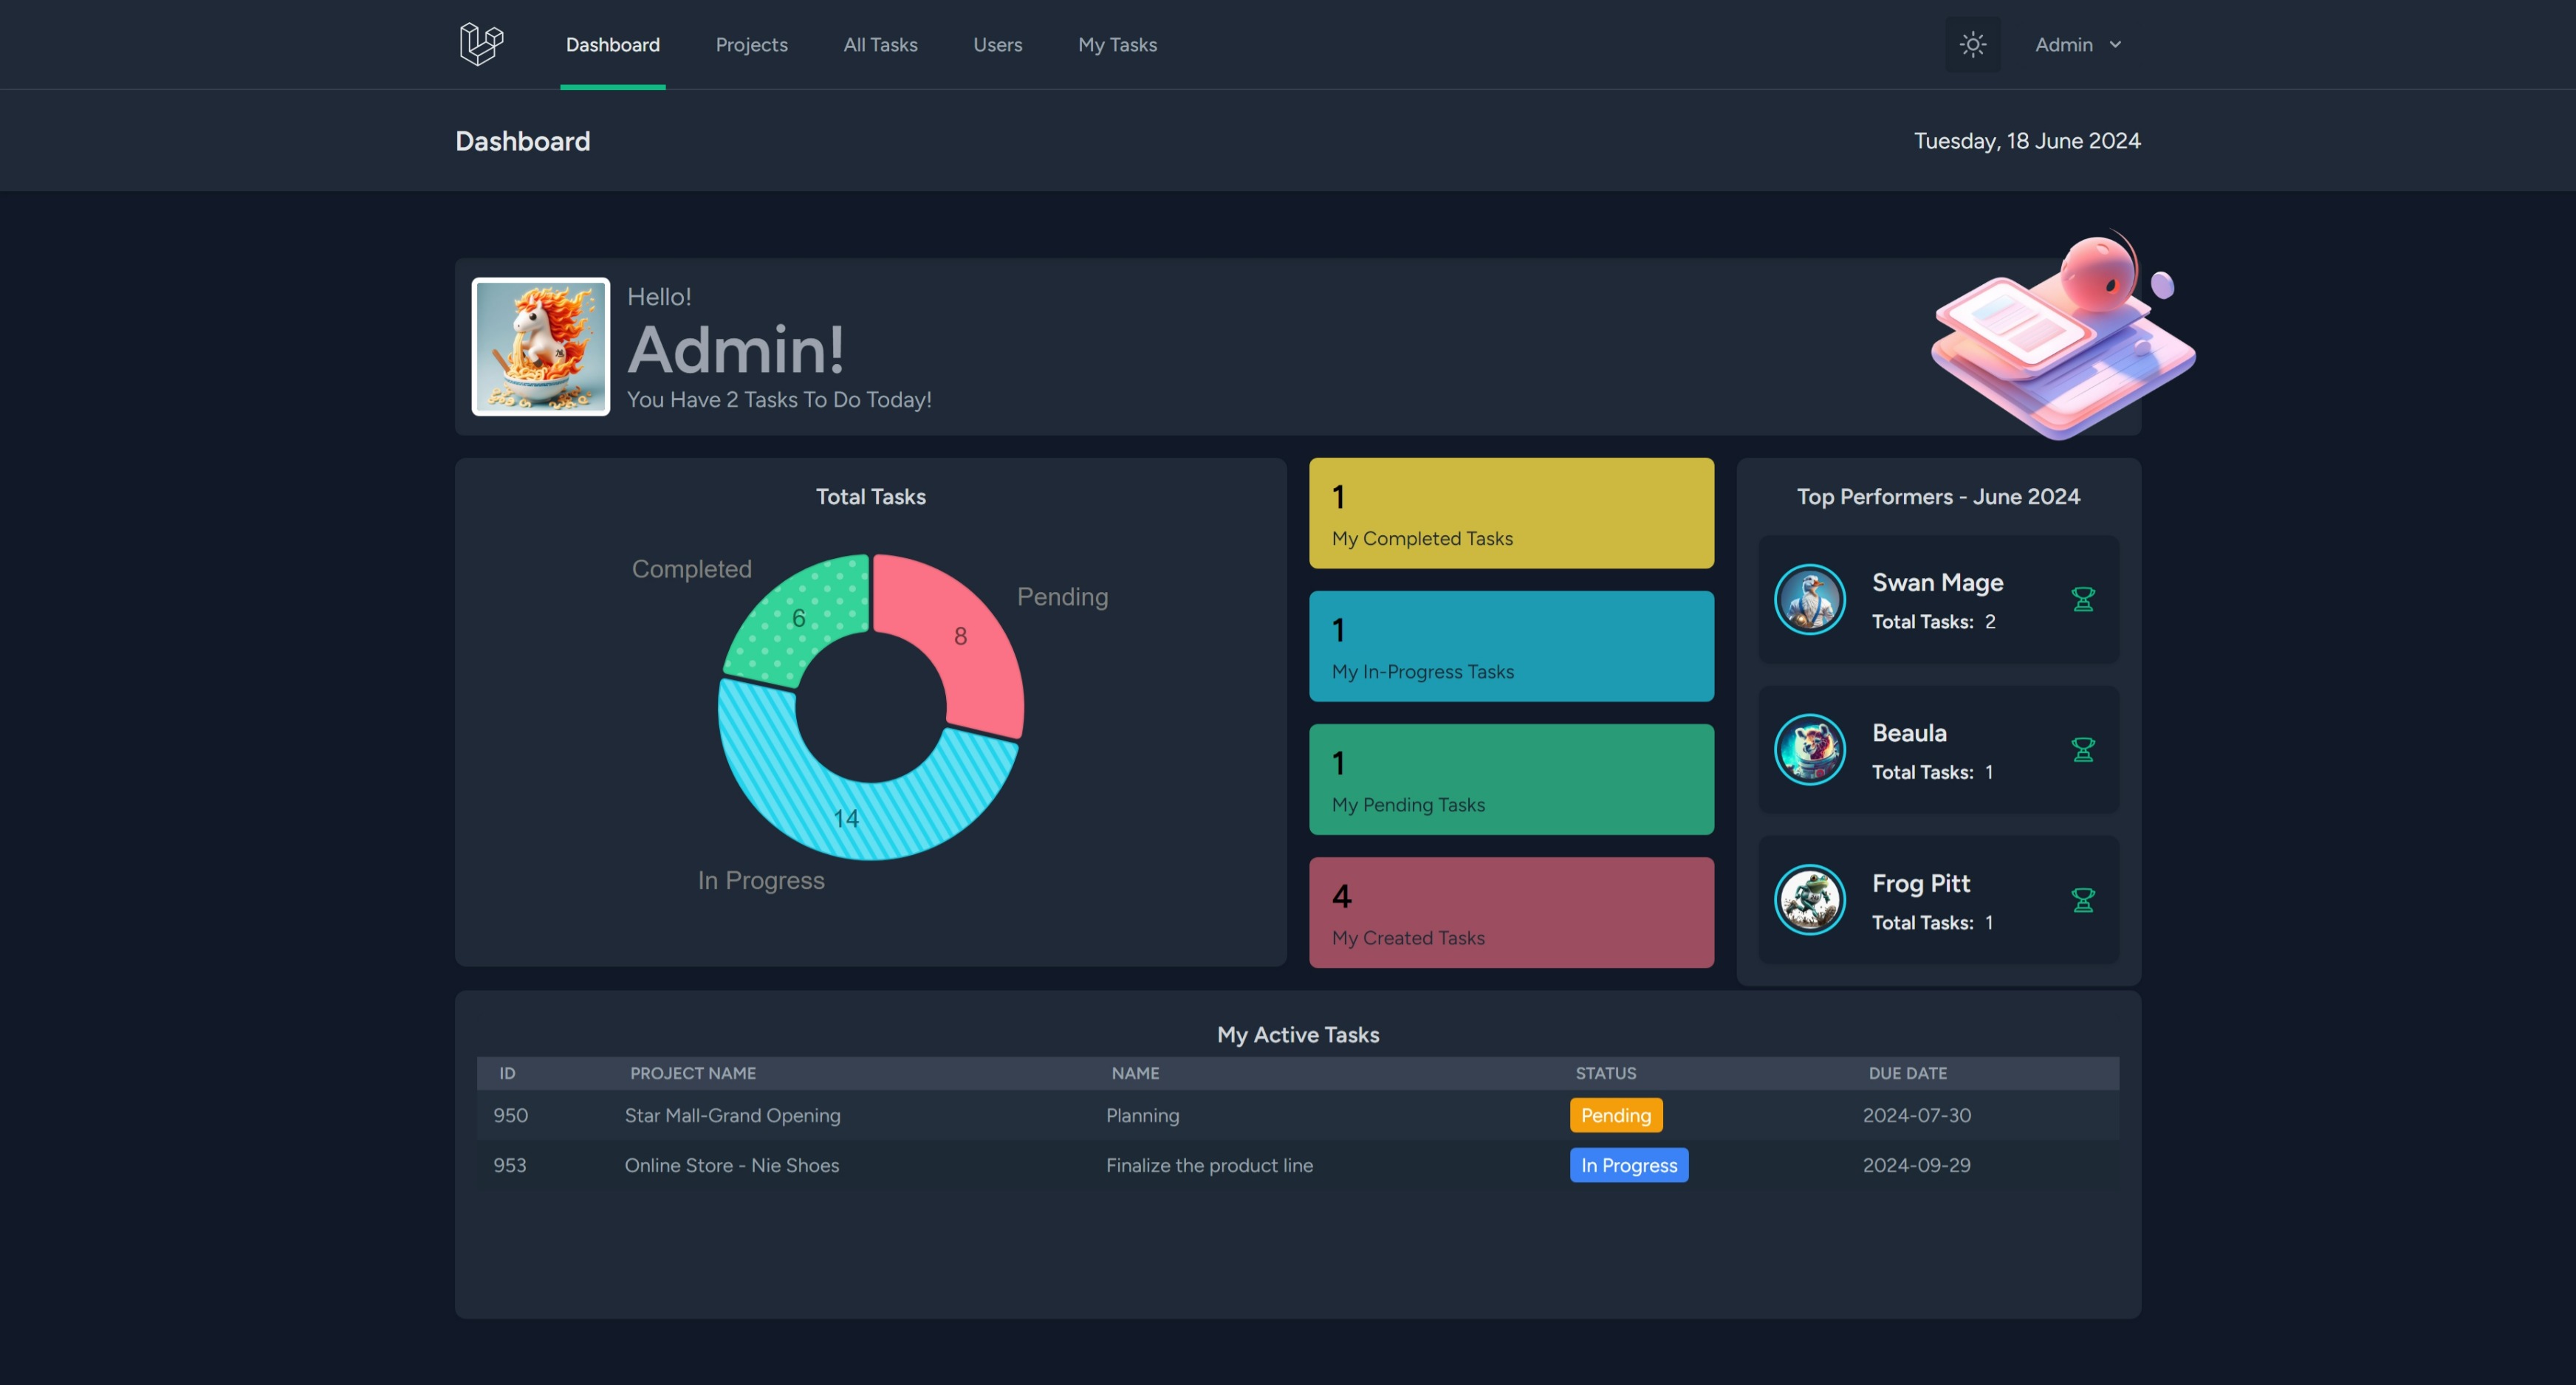 Dashboard Projects All Tasks Users My Tasks Admin
Dashboard Tuesday, 18 June 2024
Hello!
Admin!
You Have 2 Tasks To Do Today!
Total Tasks
Completed
Pending
6
8
14
In Progress
1
My Completed Tasks
1
My In-Progress Tasks
1
My Pending Tasks
4
My Created Tasks
Top Performers - June 2024
Swan Mage
Total Tasks: 2
Beaula
Total Tasks: 1
Frog Pitt
Total Tasks: 1
My Active Tasks
ID PROJECT NAME NAME STATUS DUE DATE
950 Star Mall-Grand Opening Planning Pending 2024-07-30
953 Online Store - Nie Shoes Finalize the product line In Progress 2024-09-29